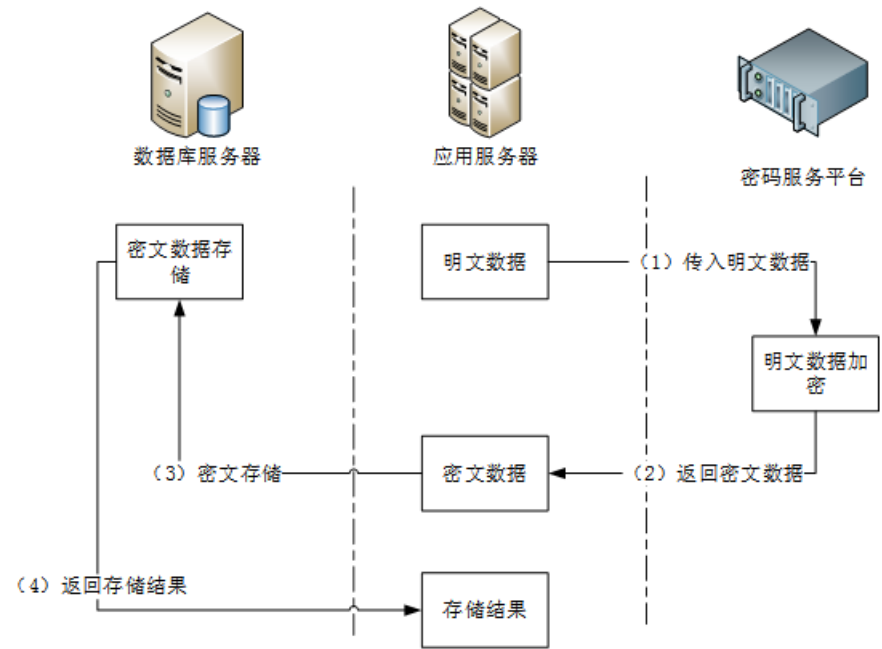 数据库服务器
应用服务器
密码服务平台
密文数据存
储
明文数据
（1）传入明文数据
明文数据加
密
（3）密文存储
密文数据
（2）返回密文数据
（4）返回存储结果
存储结果